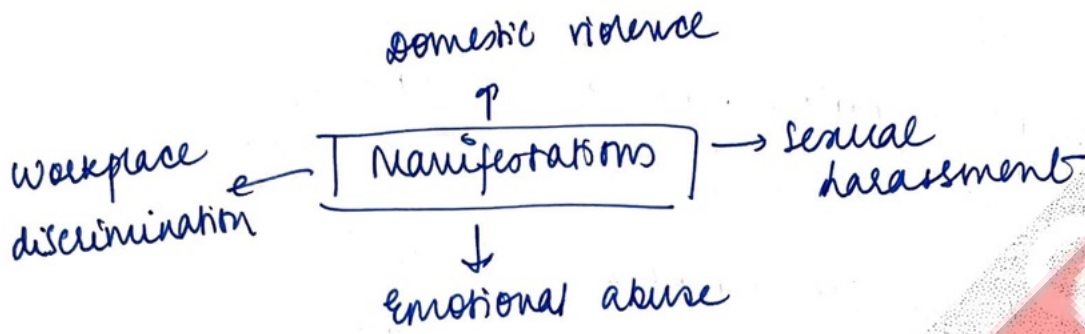 Domestic violence
Manifestations
Workplace
discrimination
Sexual
harassment
Emotional abuse